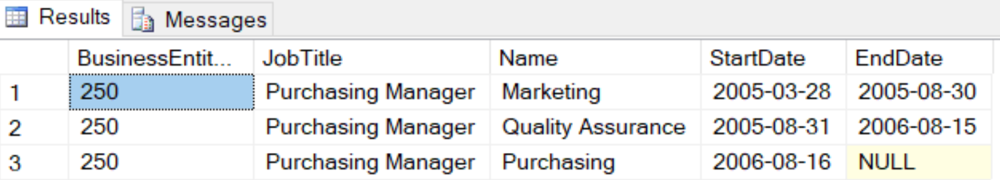 Results Messages
BusinessEntit... JobTitle Name StartDate EndDate
1 250 Purchasing Manager Marketing 2005-03-28 2005-08-30
2 250 Purchasing Manager Quality Assurance 2005-08-31 2006-08-15
3 250 Purchasing Manager Purchasing 2006-08-16 NULL